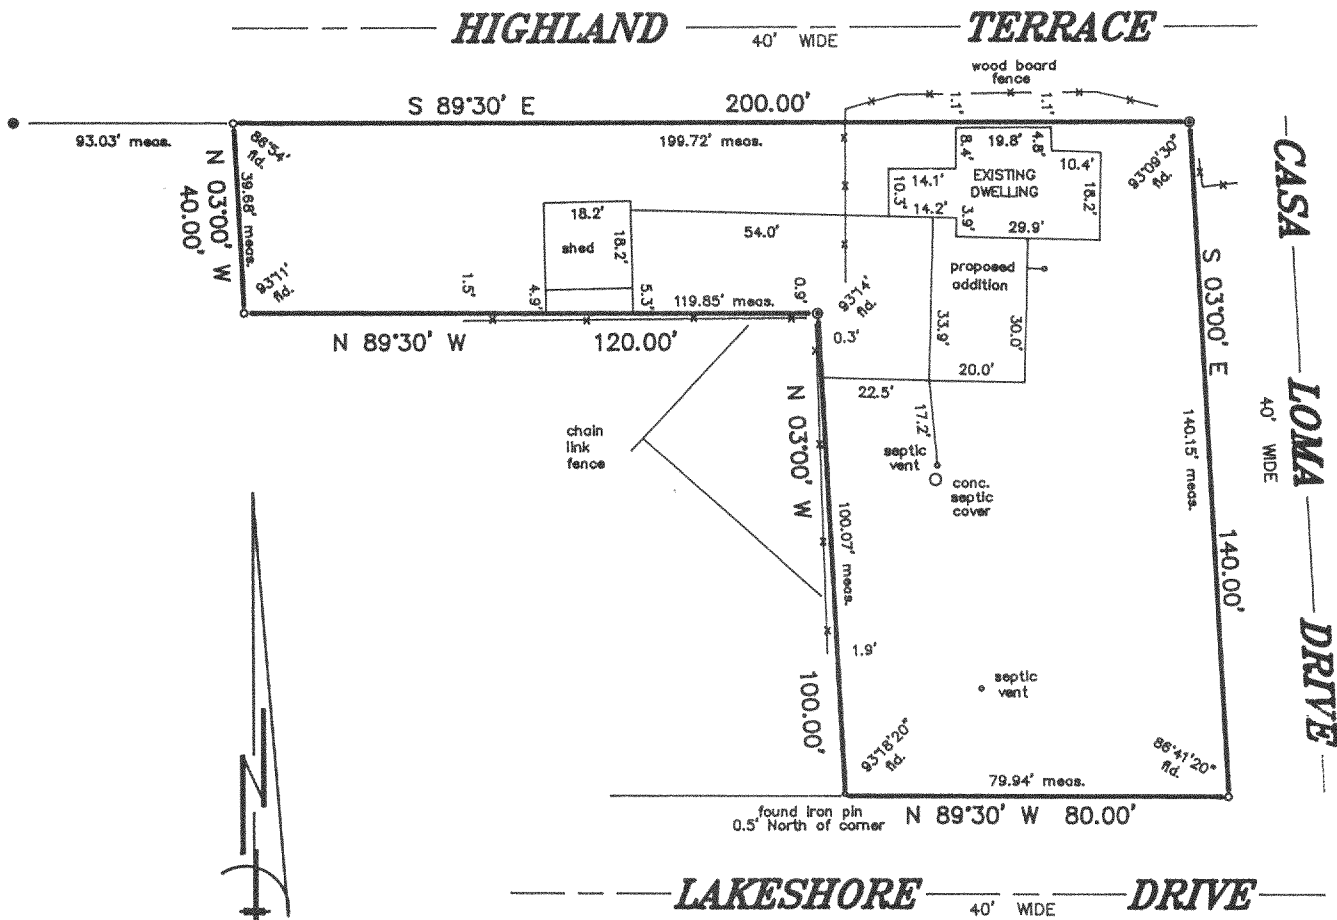 HIGHLAND 40' WIDE TERRACE
wood board
fence
S 89°30' E 200.00'
93.03' meas.
199.72' meas.
1.1'
1.1'
86°54'
fld.
N 03°00' W
40.00'
39.68' meas.
93°11'
fld.
18.2'
shed
18.2'
4.9'
5.3'
1.5'
54.0'
119.85' meas.
0.9'
N 89°30' W 120.00'
8.4'
19.8'
4.8'
10.4'
EXISTING
DWELLING
14.1'
10.3'
14.2'
3.9'
29.9'
18.2'
93°09'30"
fld.
proposed
addition
93°14'
fld.
0.3'
33.9'
30.0'
20.0'
22.5'
17.2'
septic
vent
conc.
septic
cover
chain
link
fence
N 03°00' W
100.07' meas.
100.00'
1.9'
S 03°00' E
140.15' meas.
140.00'
CASA LOMA DRIVE
40' WIDE
septic
vent
93°18'20"
fld.
86°41'20"
fld.
79.94' meas.
found iron pin
0.5' North of corner
N 89°30' W 80.00'
N
LAKESHORE 40' WIDE DRIVE